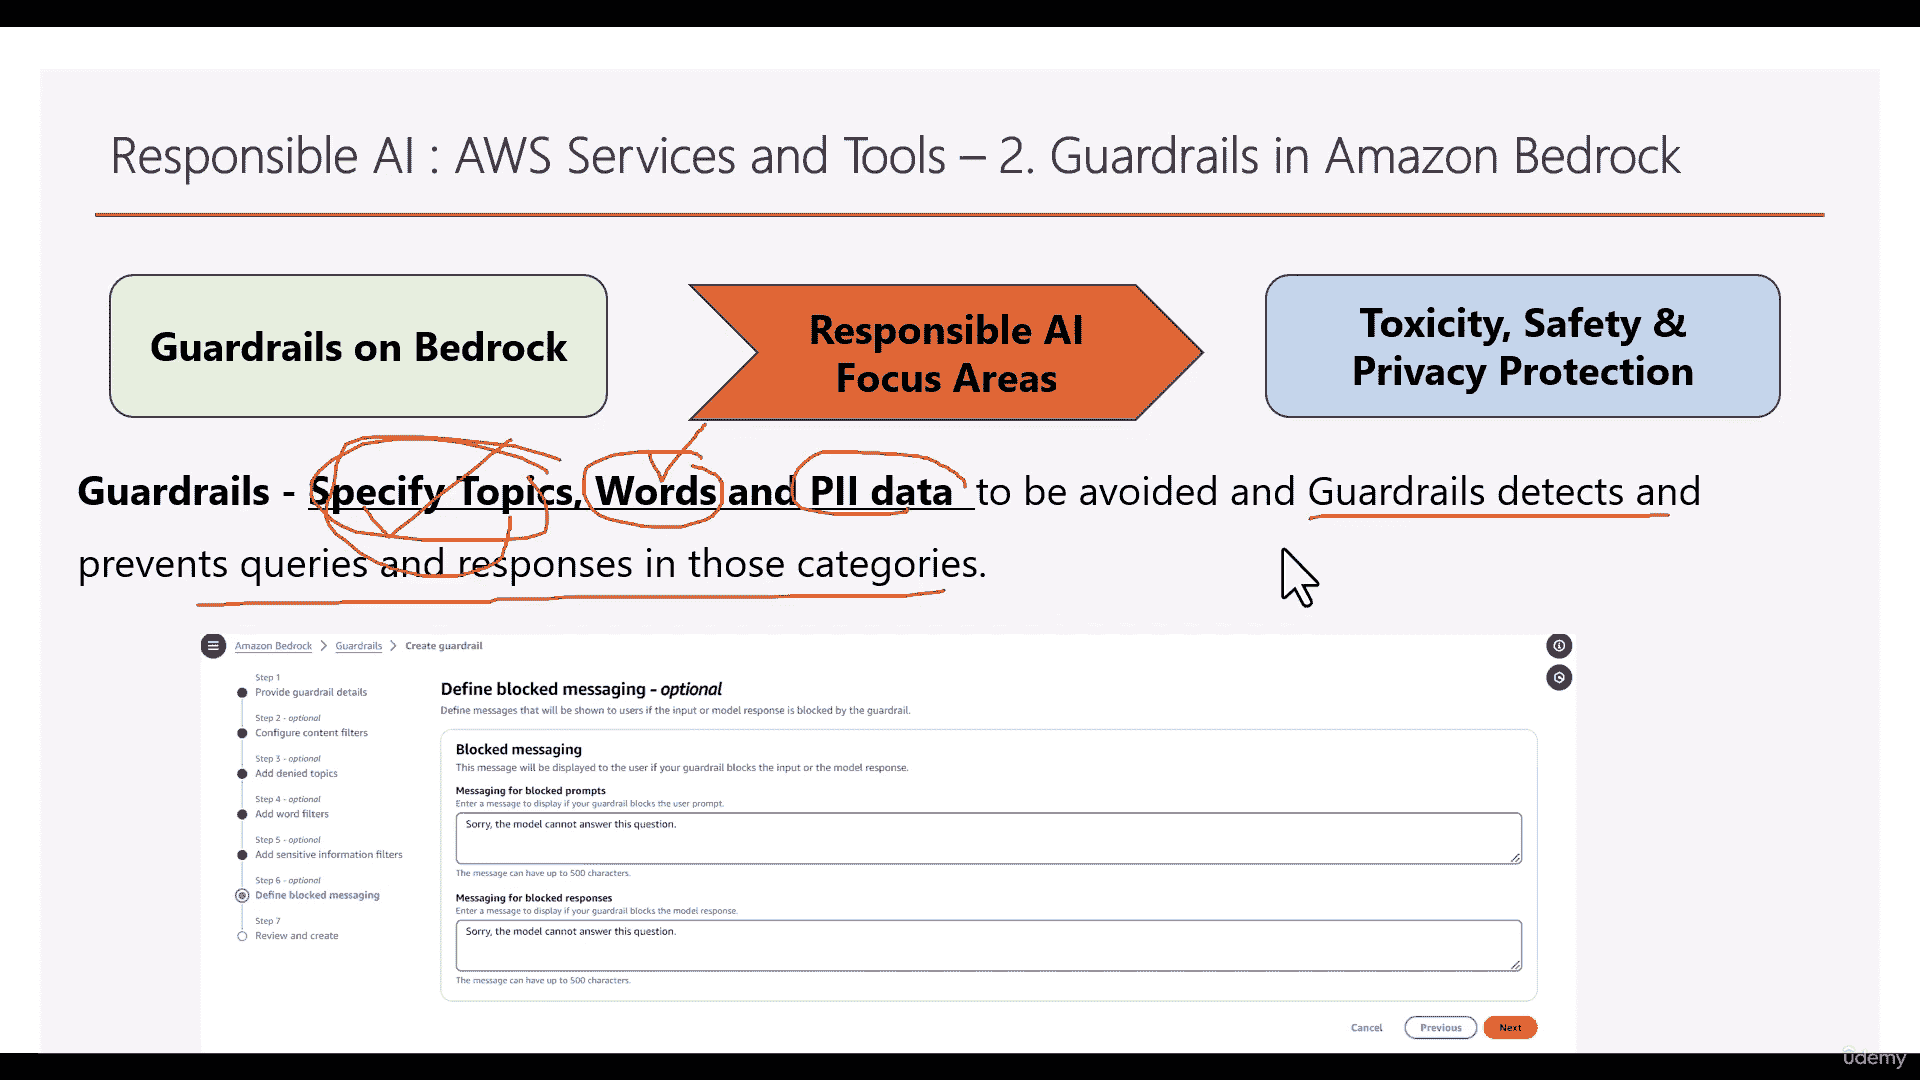 Responsible AI : AWS Services and Tools – 2. Guardrails in Amazon Bedrock
Guardrails on Bedrock
Responsible AI
Focus Areas
Toxicity, Safety &
Privacy Protection
Guardrails - Specify Topics, Words and PII data to be avoided and Guardrails detects and
prevents queries and responses in those categories.
Amazon Bedrock > Guardrails > Create guardrail
Step 1
Provide guardrail details
Step 2 - optional
Configure content filters
Step 3 - optional
Add denied topics
Step 4 - optional
Add word filters
Step 5 - optional
Add sensitive information filters
Step 6 - optional
Define blocked messaging
Step 7
Review and create
Define blocked messaging - optional
Define messages that will be shown to users if the input or model response is blocked by the guardrail.
Blocked messaging
This message will be displayed to the user if your guardrail blocks the input or the model response.
Messaging for blocked prompts
Enter a message to display if your guardrail blocks the user prompt.
Sorry, the model cannot answer this question.
The message can have up to 500 characters.
Messaging for blocked responses
Enter a message to display if your guardrail blocks the model response.
Sorry, the model cannot answer this question.
The message can have up to 500 characters.
Cancel
Previous
Next
ûdemy